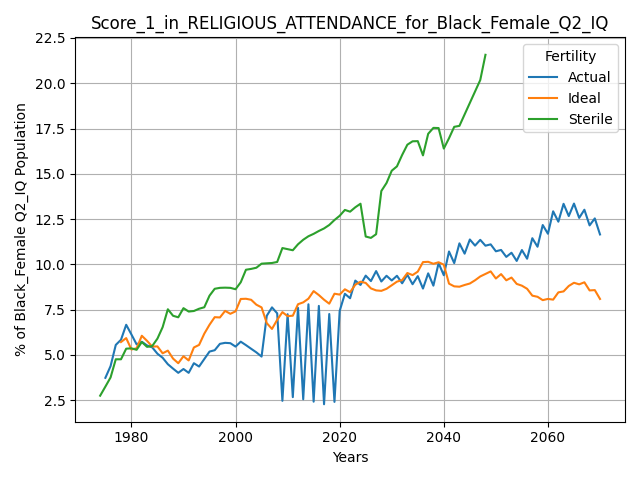 Score_1_in_RELIGIOUS_ATTENDANCE_for_Black_Female_Q2_IQ
22.5
20.0
17.5
15.0
12.5
10.0
7.5
5.0
2.5
% of Black_Female Q2_IQ Population
Fertility
Actual
Ideal
Sterile
1980
2000
2020
2040
2060
Years